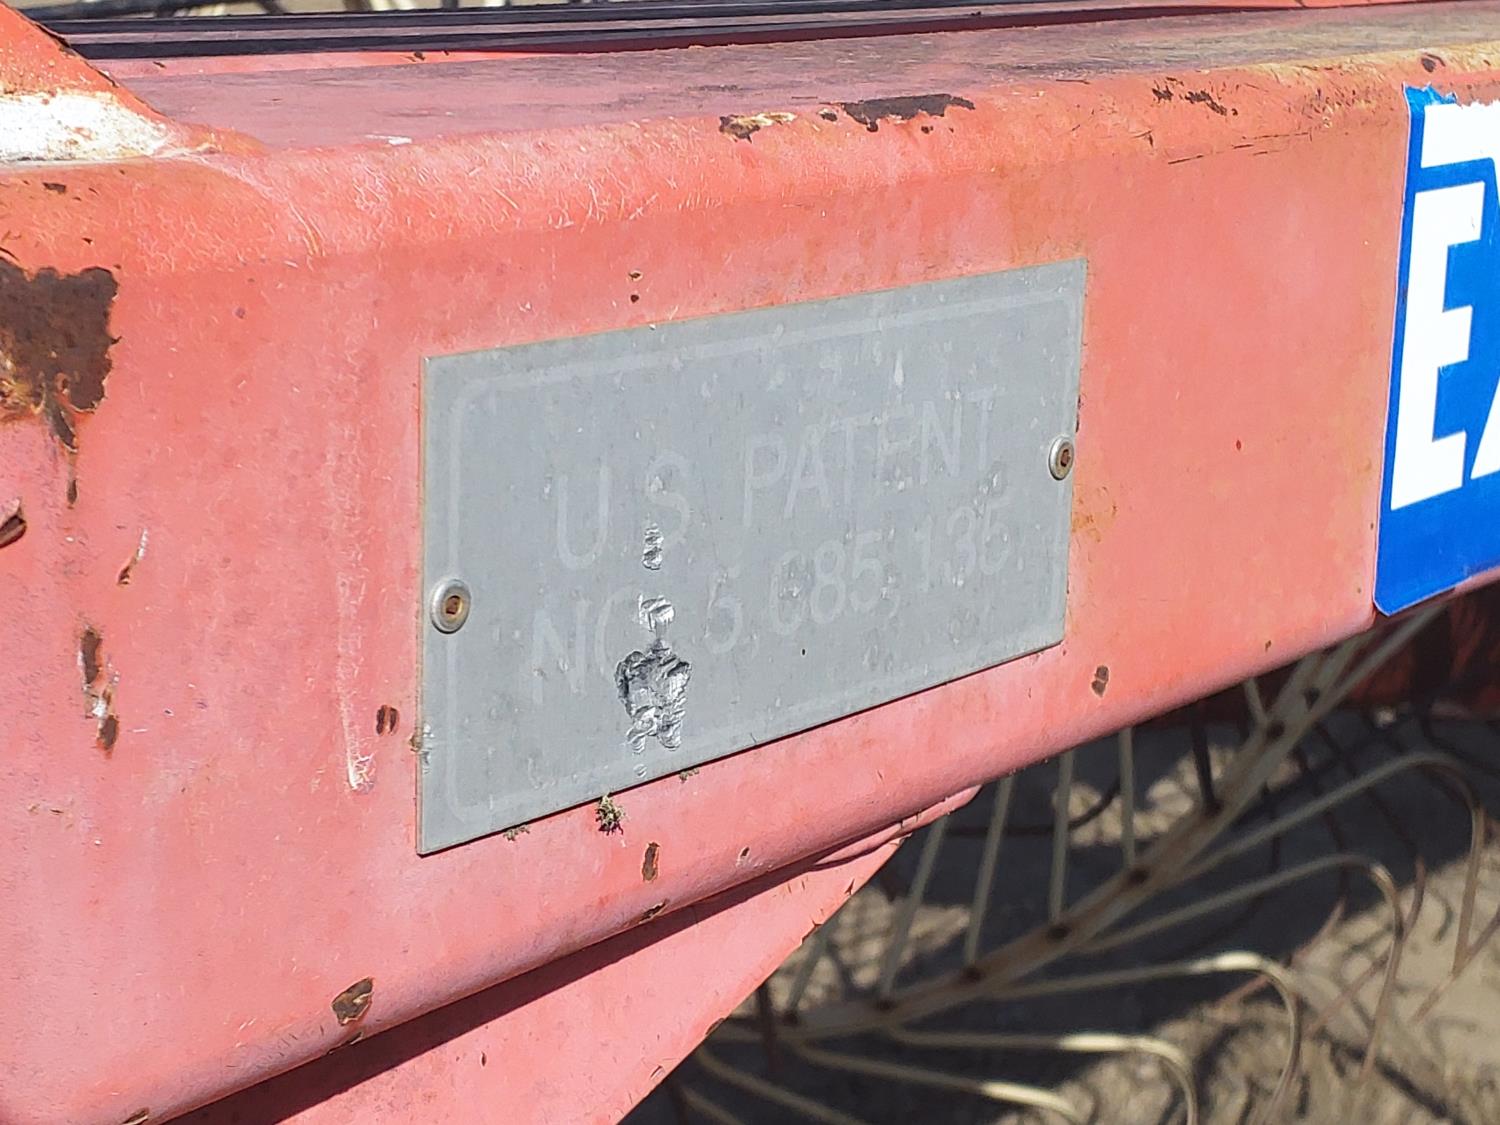 U.S. PATENT
NO. 5,685,135
E